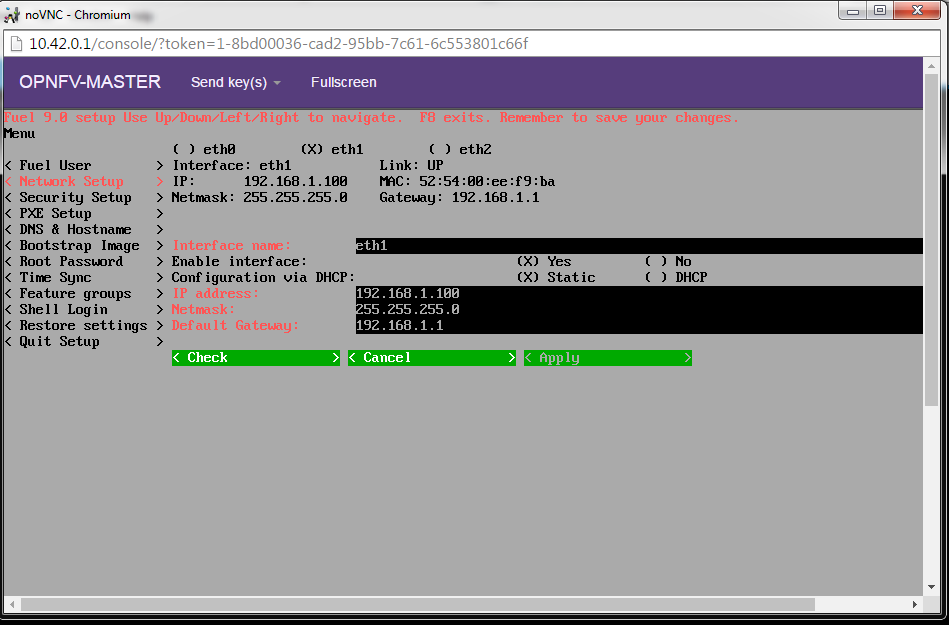 noVNC - Chromium
10.42.0.1/console/?token=1-8bd00036-cad2-95bb-7c61-6c553801c66f
OPNFV-MASTER Send key(s) Fullscreen
Fuel 9.0 setup Use Up/Down/Left/Right to navigate. F8 exits. Remember to save your changes.
Menu
( ) eth0 (X) eth1 ( ) eth2
< Fuel User > Interface: eth1 Link: UP
< Network Setup > IP: 192.168.1.100 MAC: 52:54:00:ee:f9:ba
< Security Setup > Netmask: 255.255.255.0 Gateway: 192.168.1.1
< PXE Setup >
< DNS & Hostname >
< Bootstrap Image > Interface name: eth1
< Root Password > Enable interface: (X) Yes ( ) No
< Time Sync > Configuration via DHCP: (X) Static ( ) DHCP
< Feature groups > IP address: 192.168.1.100
< Shell Login > Netmask: 255.255.255.0
< Restore settings > Default Gateway: 192.168.1.1
< Quit Setup >
< Check > < Cancel > < Apply >